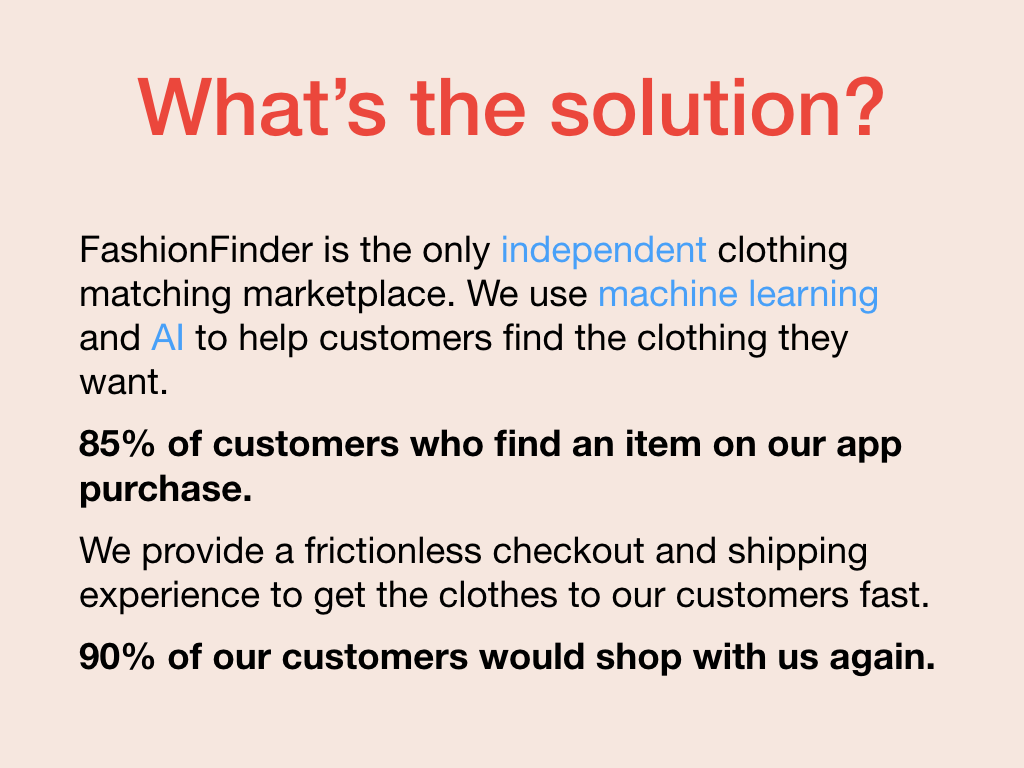 What’s the solution?
FashionFinder is the only independent clothing
matching marketplace. We use machine learning
and AI to help customers find the clothing they
want.
85% of customers who find an item on our app
purchase.
We provide a frictionless checkout and shipping
experience to get the clothes to our customers fast.
90% of our customers would shop with us again.